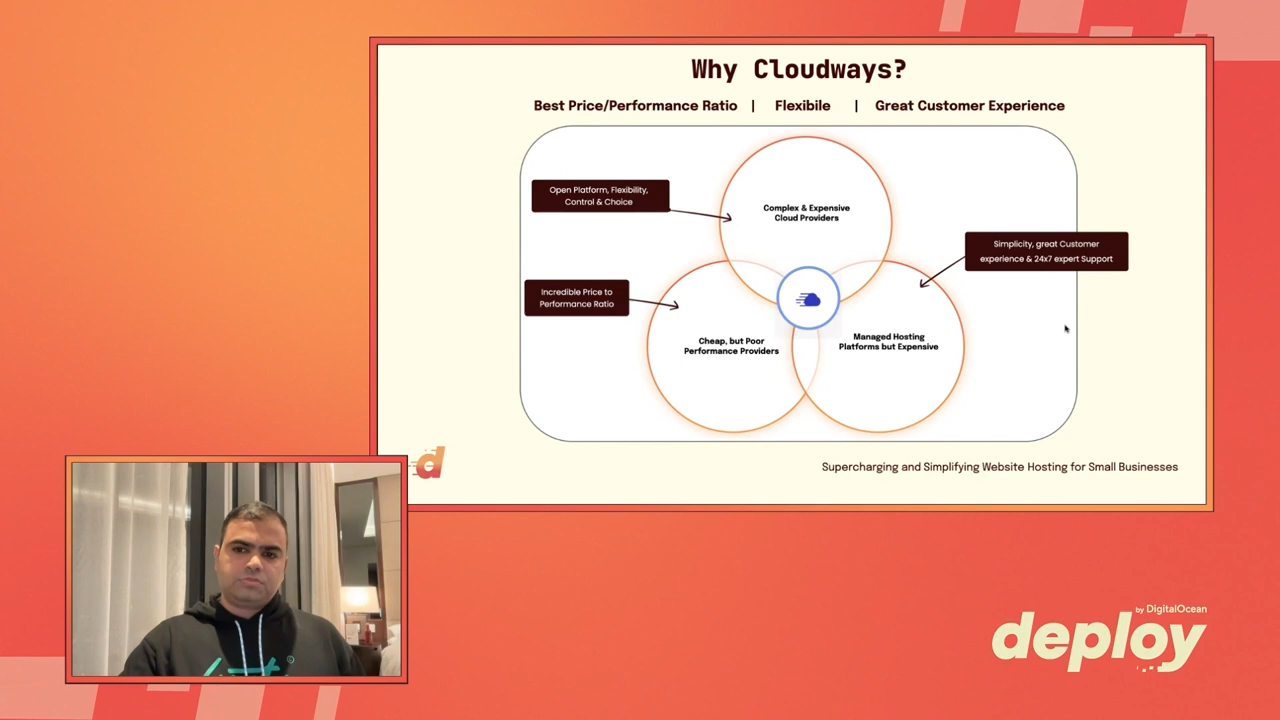 Why Cloudways?
Best Price/Performance Ratio | Flexibile | Great Customer Experience
Open Platform, Flexibility,
Control & Choice
Complex & Expensive
Cloud Providers
Simplicity, great Customer
experience & 24x7 expert Support
Incredible Price to
Performance Ratio
Cheap, but Poor
Performance Providers
Managed Hosting
Platforms but Expensive
d
Supercharging and Simplifying Website Hosting for Small Businesses
by DigitalOcean
deploy